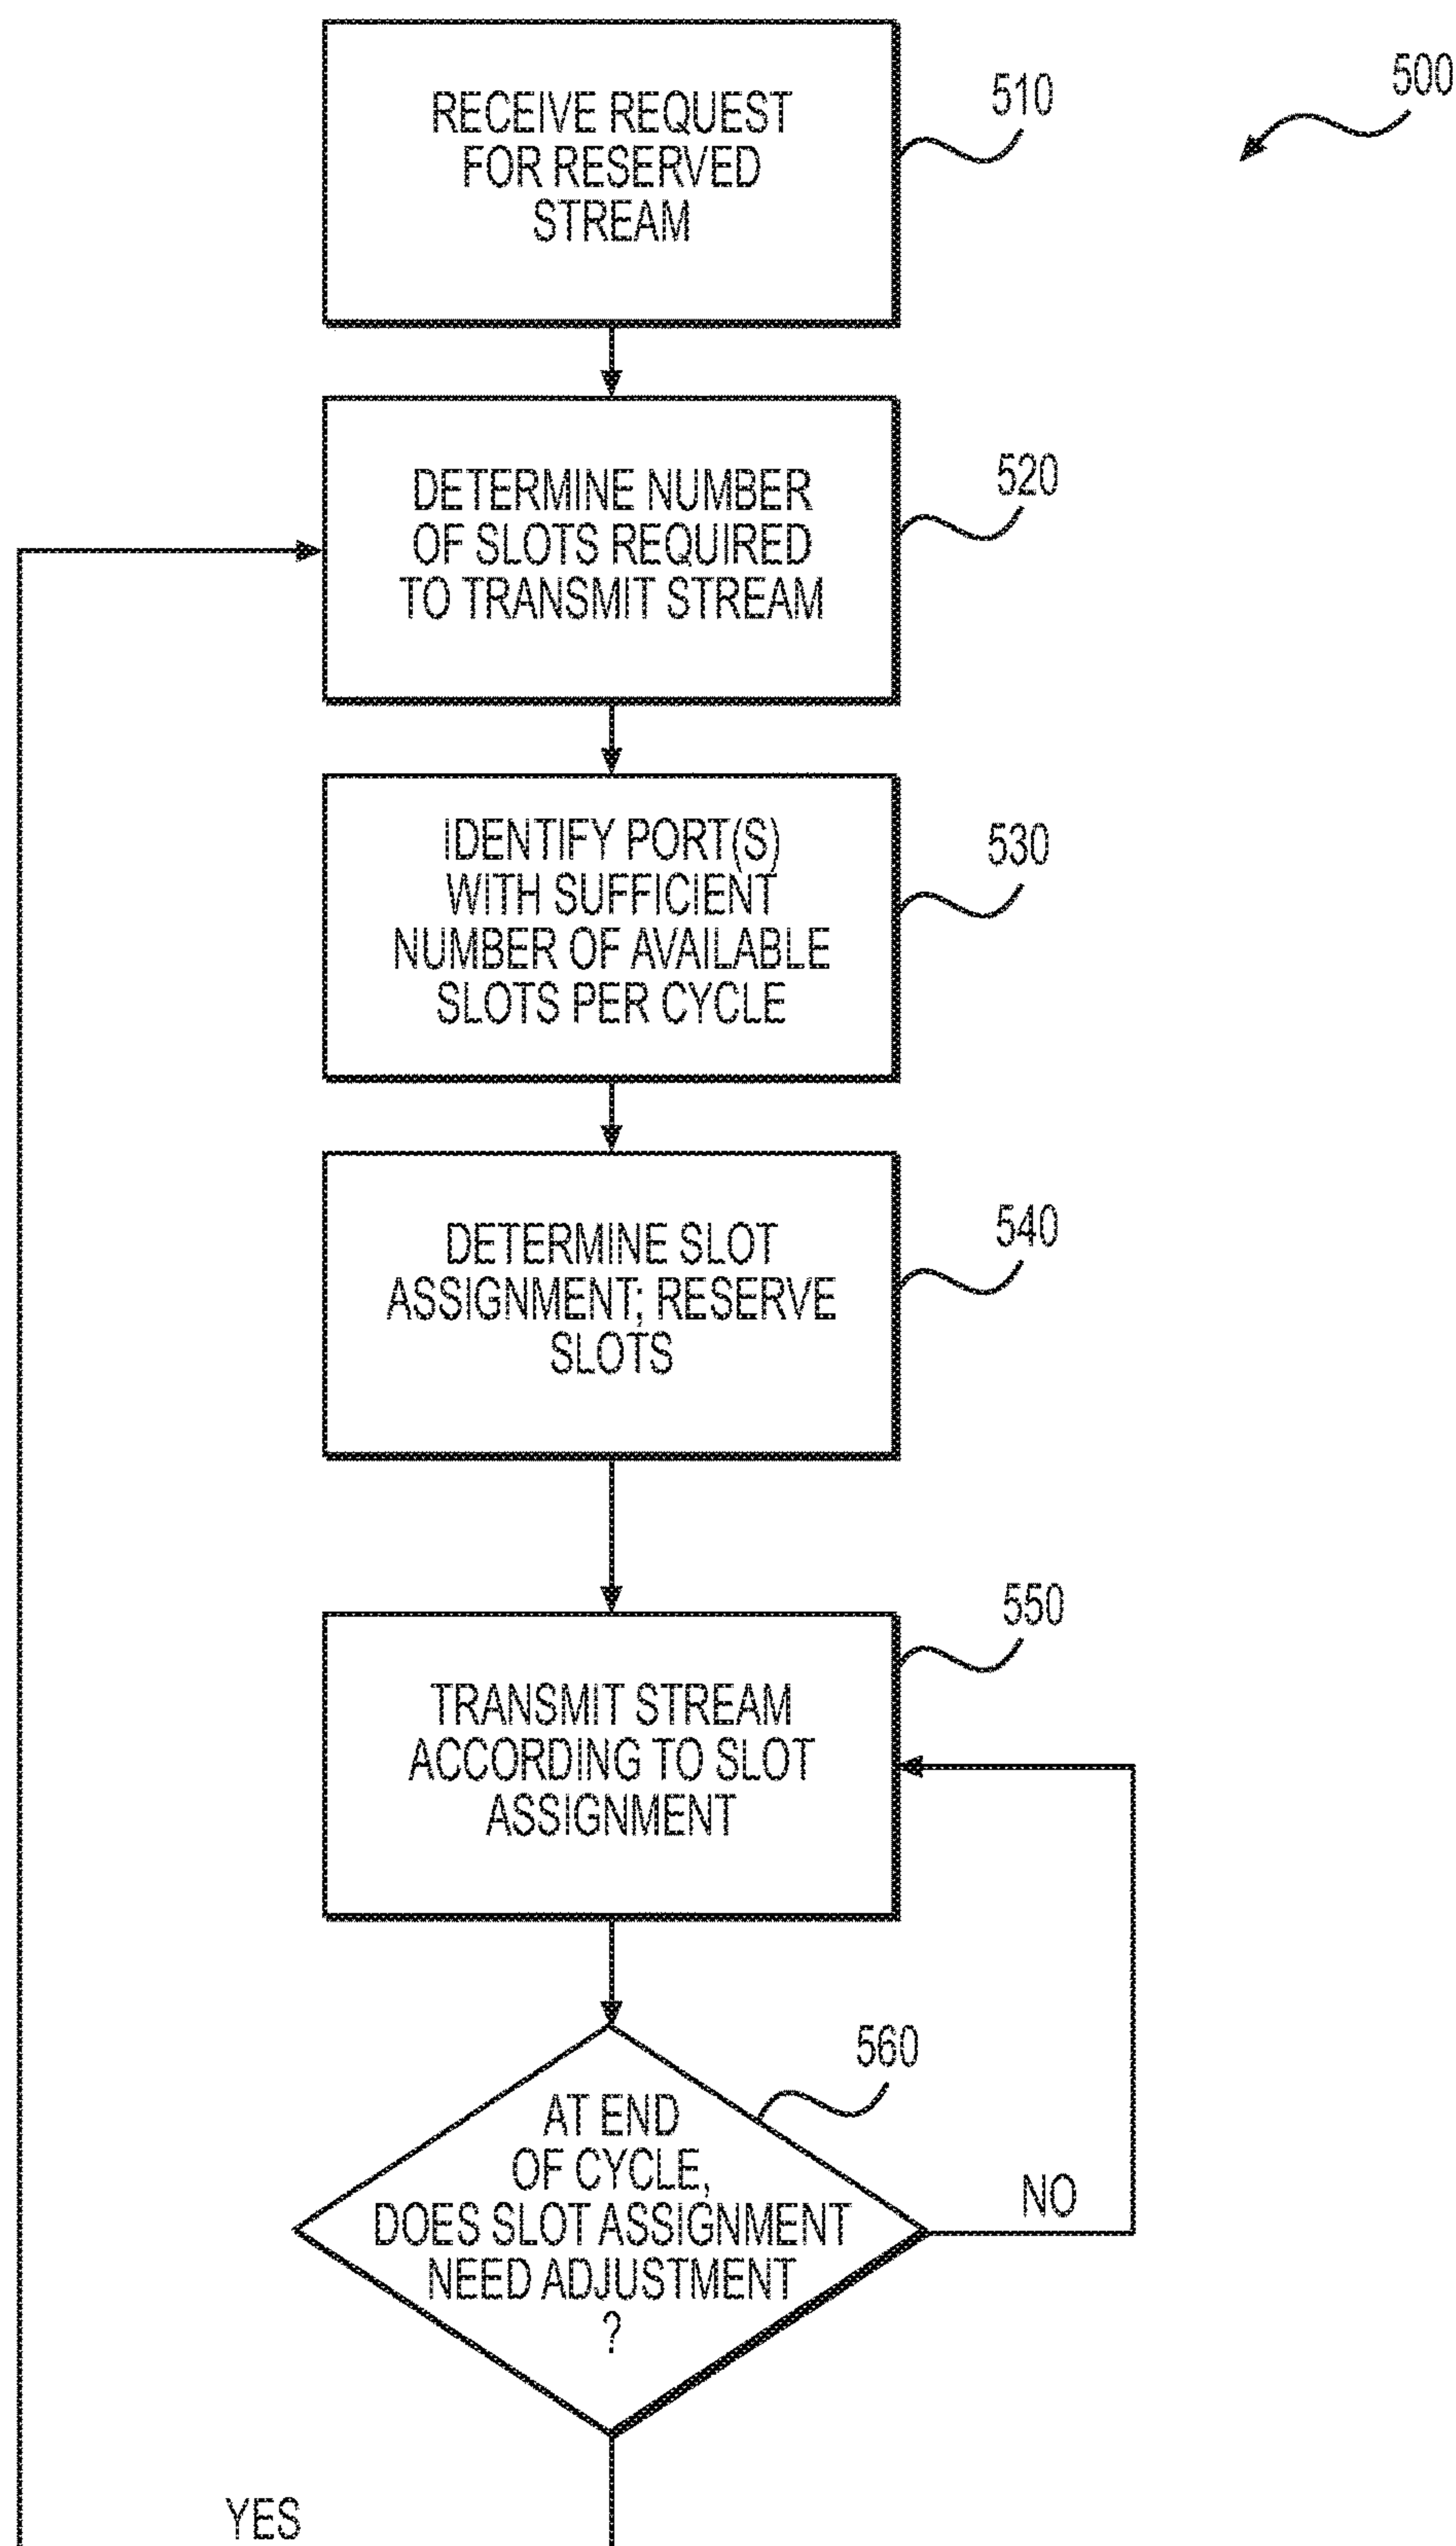 500
RECEIVE REQUEST
FOR RESERVED
STREAM
510
DETERMINE NUMBER
OF SLOTS REQUIRED
TO TRANSMIT STREAM
520
IDENTIFY PORT(S)
WITH SUFFICIENT
NUMBER OF AVAILABLE
SLOTS PER CYCLE
530
DETERMINE SLOT
ASSIGNMENT; RESERVE
SLOTS
540
TRANSMIT STREAM
ACCORDING TO SLOT
ASSIGNMENT
550
AT END
OF CYCLE,
DOES SLOT ASSIGNMENT
NEED ADJUSTMENT
?
560
NO
YES